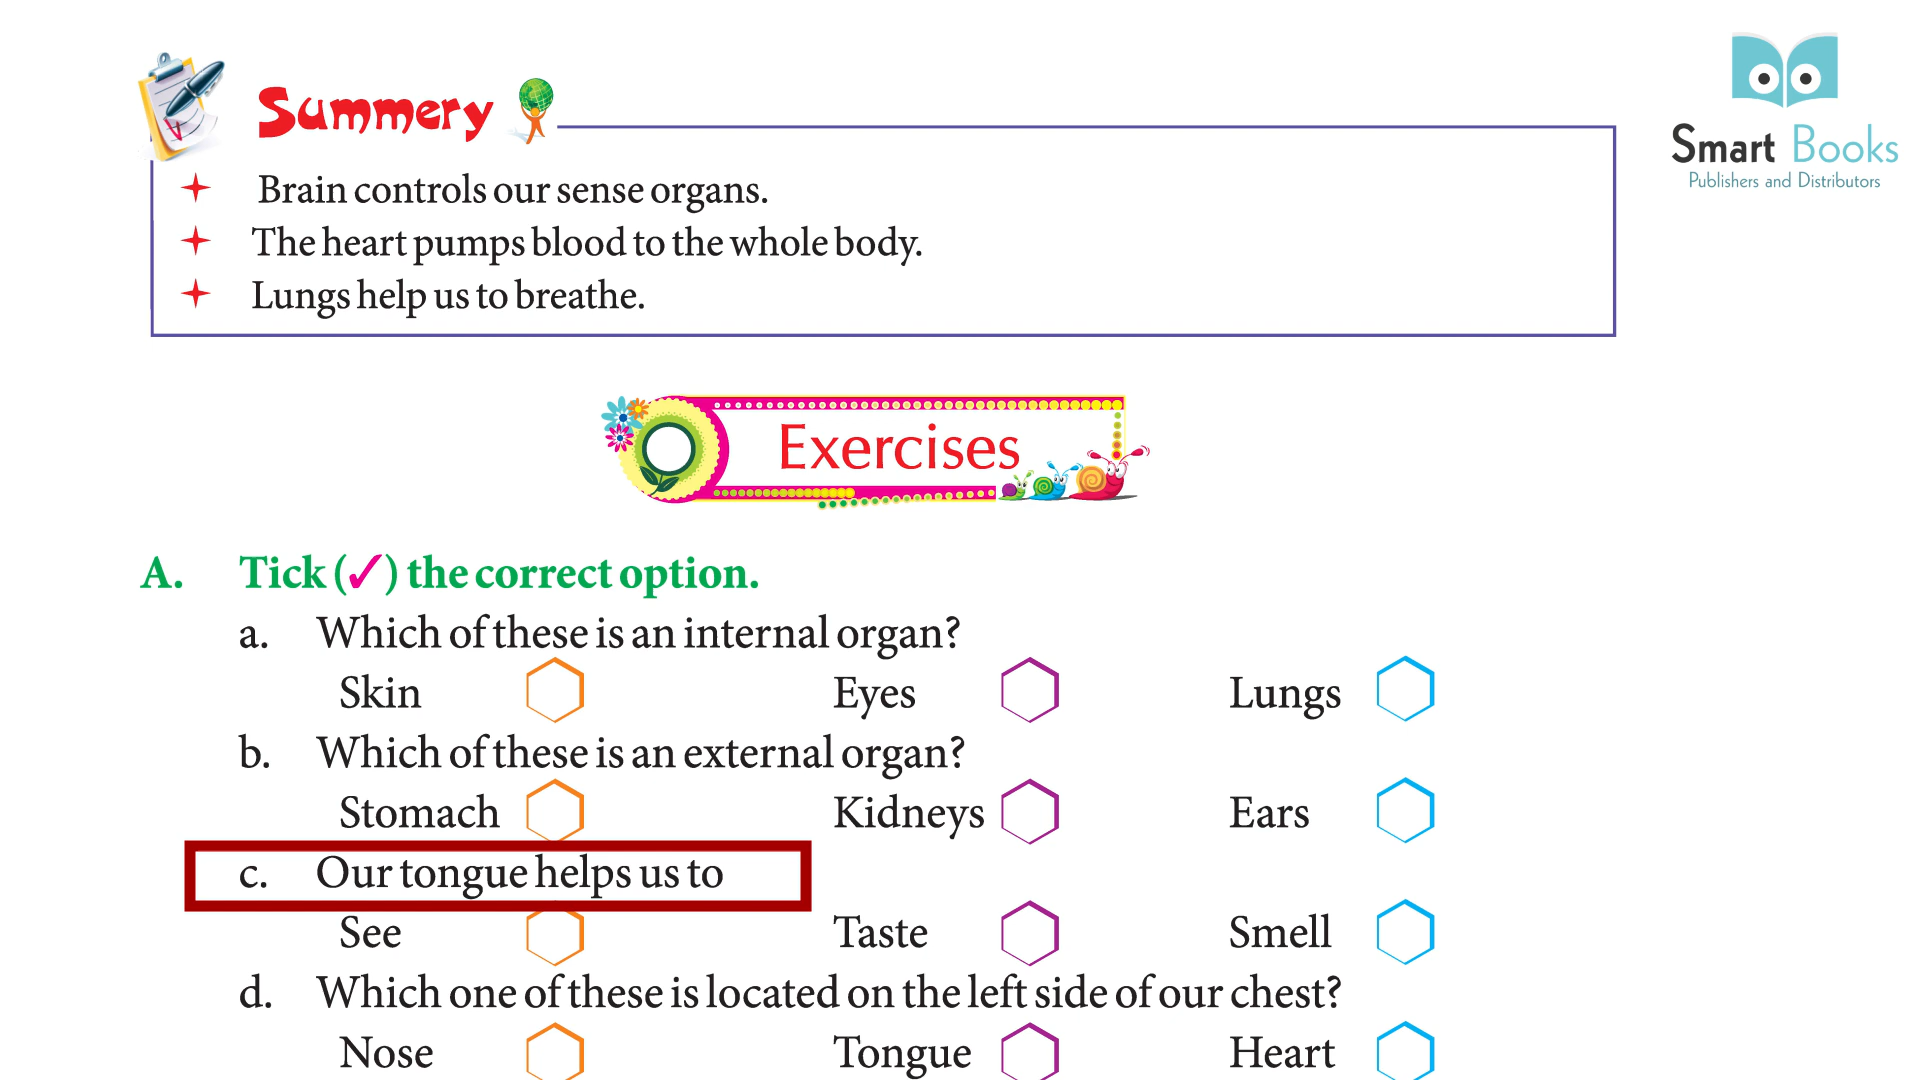 Summery
Smart Books
Publishers and Distributors
Brain controls our sense organs.
The heart pumps blood to the whole body.
Lungs help us to breathe.
Exercises
A. Tick (✓) the correct option.
a. Which of these is an internal organ?
Skin Eyes Lungs
b. Which of these is an external organ?
Stomach Kidneys Ears
c. Our tongue helps us to
See Taste Smell
d. Which one of these is located on the left side of our chest?
Nose Tongue Heart